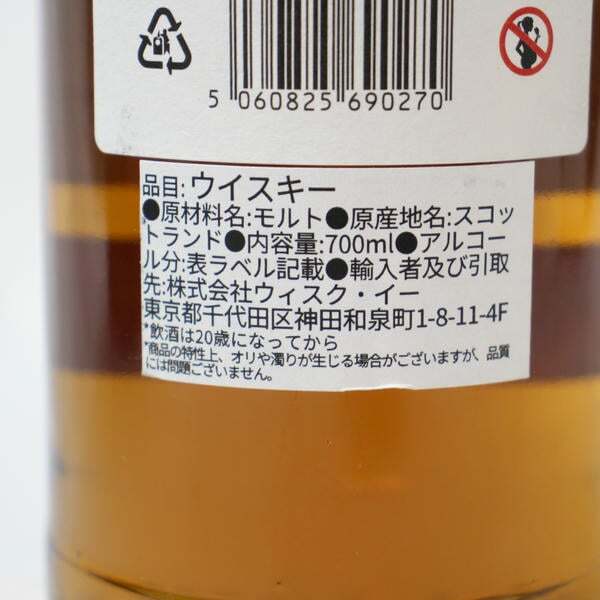 5 060825 690270
品目: ウイスキー
●原材料名:モルト●原産地名:スコッ
トランド●内容量:700ml●アルコー
ル分:表ラベル記載●輸入者及び引取
先:株式会社ウィスク・イー
東京都千代田区神田和泉町1-8-11-4F
*飲酒は20歳になってから
*商品の特性上、オリや濁りが生じる場合がございますが、品質
には問題ございません。